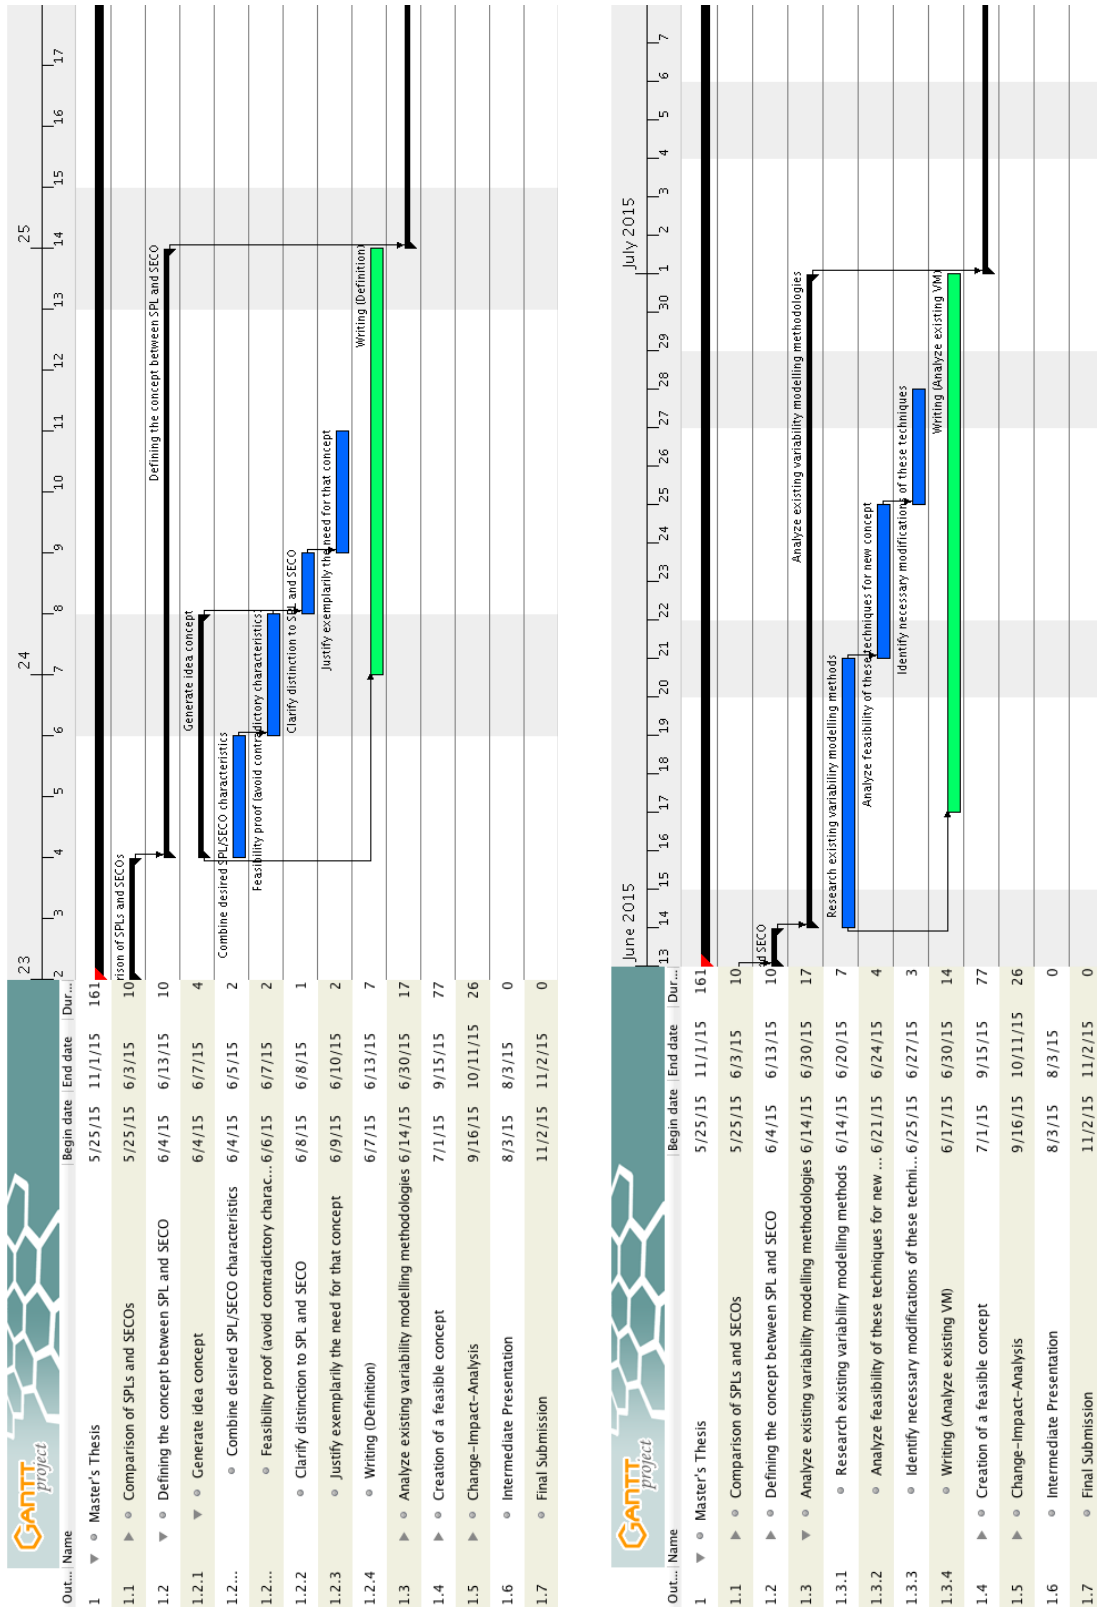 GANTT project
Out... Name Begin date End date Dur...
1 Master's Thesis 5/25/15 11/1/15 161
1.1 Comparison of SPLs and SECOs 5/25/15 6/3/15 10
1.2 Defining the concept between SPL and SECO 6/4/15 6/13/15 10
1.2.1 Generate idea concept 6/4/15 6/7/15 4
1.2... Combine desired SPL/SECO characteristics 6/4/15 6/5/15 2
1.2... Feasibility proof (avoid contradictory charac... 6/6/15 6/7/15 2
1.2.2 Clarify distinction to SPL and SECO 6/8/15 6/8/15 1
1.2.3 Justify exemplarily the need for that concept 6/9/15 6/10/15 2
1.2.4 Writing (Definition) 6/7/15 6/13/15 7
1.3 Analyze existing variability modelling methodologies 6/14/15 6/30/15 17
1.4 Creation of a feasible concept 7/1/15 9/15/15 77
1.5 Change-Impact-Analysis 9/16/15 10/11/15 26
1.6 Intermediate Presentation 8/3/15 8/3/15 0
1.7 Final Submission 11/2/15 11/2/15 0
23 24 25
2 3 4 5 6 7 8 9 10 11 12 13 14 15 16 17
rison of SPLs and SECOs
Defining the concept between SPL and SECO
Generate idea concept
Combine desired SPL/SECO characteristics
Feasibility proof (avoid contradictory characteristics)
Clarify distinction to SPL and SECO
Justify exemplarily the need for that concept
Writing (Definition)
GANTT project
Out... Name Begin date End date Dur...
1 Master's Thesis 5/25/15 11/1/15 161
1.1 Comparison of SPLs and SECOs 5/25/15 6/3/15 10
1.2 Defining the concept between SPL and SECO 6/4/15 6/13/15 10
1.3 Analyze existing variability modelling methodologies 6/14/15 6/30/15 17
1.3.1 Research existing variabiliry modelling methods 6/14/15 6/20/15 7
1.3.2 Analyze feasibility of these techniques for new ... 6/21/15 6/24/15 4
1.3.3 Identify necessary modifications of these techni... 6/25/15 6/27/15 3
1.3.4 Writing (Analyze existing VM) 6/17/15 6/30/15 14
1.4 Creation of a feasible concept 7/1/15 9/15/15 77
1.5 Change-Impact-Analysis 9/16/15 10/11/15 26
1.6 Intermediate Presentation 8/3/15 8/3/15 0
1.7 Final Submission 11/2/15 11/2/15 0
June 2015 July 2015
13 14 15 16 17 18 19 20 21 22 23 24 25 26 27 28 29 30 1 2 3 4 5 6 7
d SECO
Analyze existing variability modelling methodologies
Research existing variabiliry modelling methods
Analyze feasibility of these techniques for new concept
Identify necessary modifications of these techniques
Writing (Analyze existing VM)